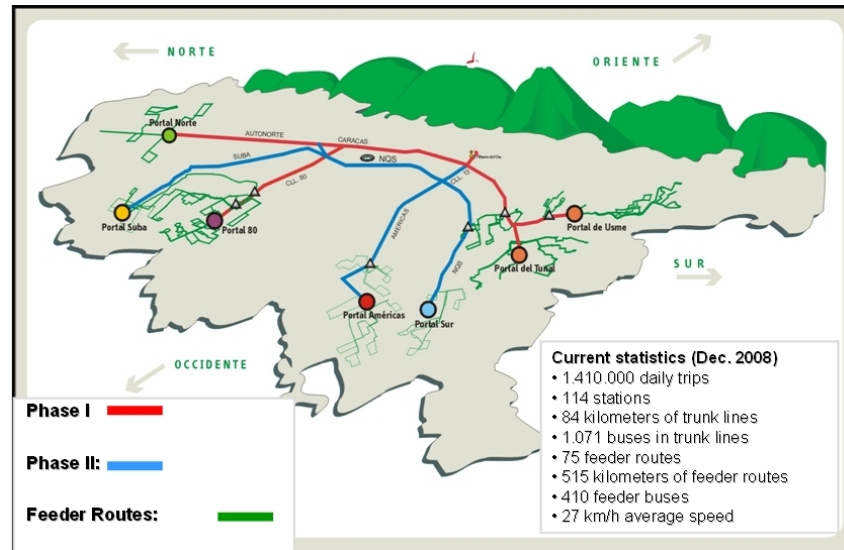 NORTE
ORIENTE
Portal Norte
AUTONORTE
CARACAS
SUBA
NQS
CLL. 80
CLL. 13
AMERICAS
NQS
Portal Suba
Portal 80
Portal de Usme
Portal del Tunal
SUR
Portal Américas
Portal Sur
OCCIDENTE
Phase I
Phase II:
Feeder Routes:
Current statistics (Dec. 2008)
• 1.410.000 daily trips
• 114 stations
• 84 kilometers of trunk lines
• 1.071 buses in trunk lines
• 75 feeder routes
• 515 kilometers of feeder routes
• 410 feeder buses
• 27 km/h average speed